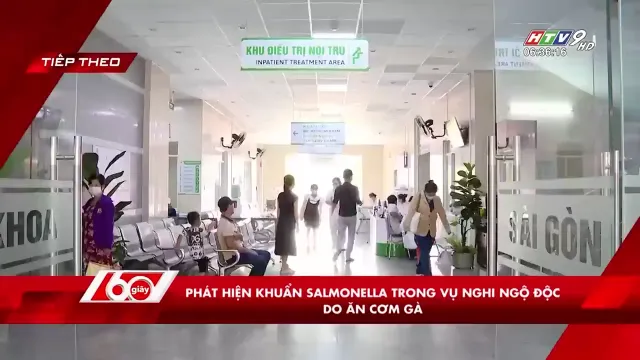 TIẾP THEO
HTV9 HD
06:36:16
KHU ĐIỀU TRỊ NỘI TRÚ
INPATIENT TREATMENT AREA
KHOA
SÀI GÒN
60 giây
PHÁT HIỆN KHUẨN SALMONELLA TRONG VỤ NGHI NGỘ ĐỘC
DO ĂN CƠM GÀ